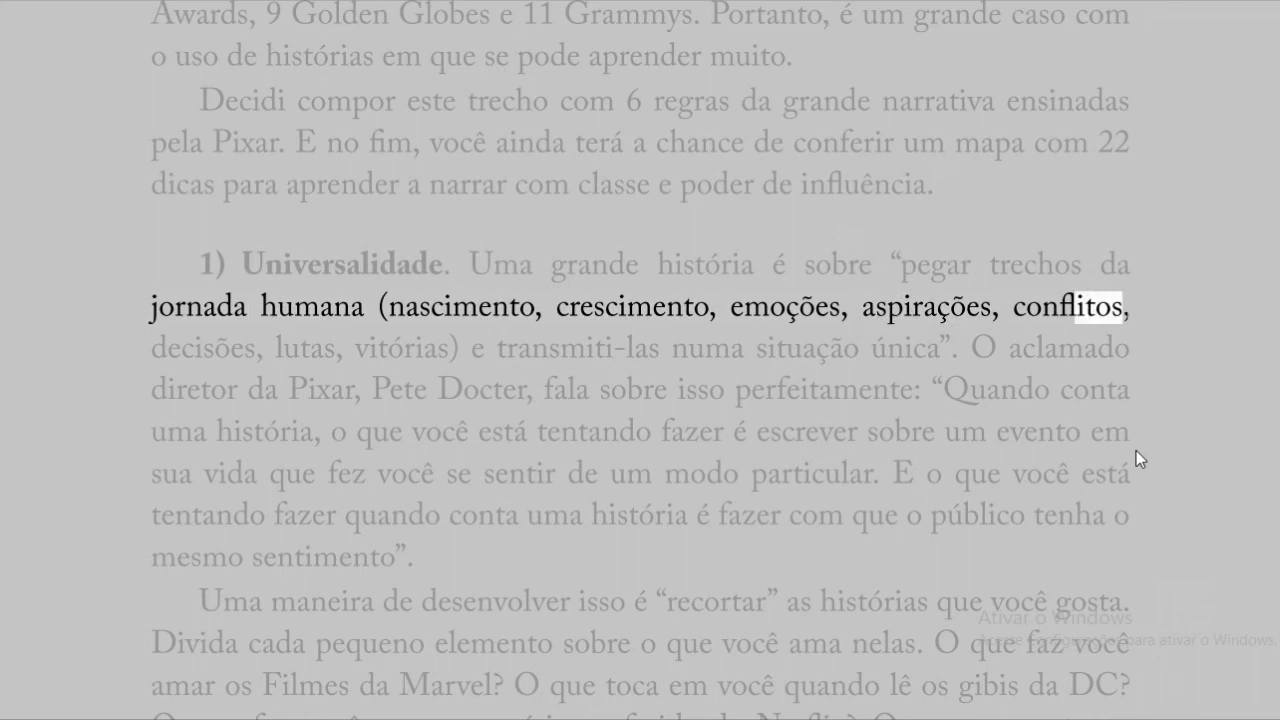 Awards, 9 Golden Globes e 11 Grammys. Portanto, é um grande caso com
o uso de histórias em que se pode aprender muito.
Decidi compor este trecho com 6 regras da grande narrativa ensinadas
pela Pixar. E no fim, você ainda terá a chance de conferir um mapa com 22
dicas para aprender a narrar com classe e poder de influência.
1) Universalidade. Uma grande história é sobre “pegar trechos da
jornada humana (nascimento, crescimento, emoções, aspirações, conflitos,
decisões, lutas, vitórias) e transmiti-las numa situação única”. O aclamado
diretor da Pixar, Pete Docter, fala sobre isso perfeitamente: “Quando conta
uma história, o que você está tentando fazer é escrever sobre um evento em
sua vida que fez você se sentir de um modo particular. E o que você está
tentando fazer quando conta uma história é fazer com que o público tenha o
mesmo sentimento”.
Uma maneira de desenvolver isso é “recortar” as histórias que você gosta.
Ativar o Windows
Divida cada pequeno elemento sobre o que você ama nelas. O que faz você
Acesse Configurações para ativar o Windows.
amar os Filmes da Marvel? O que toca em você quando lê os gibis da DC?